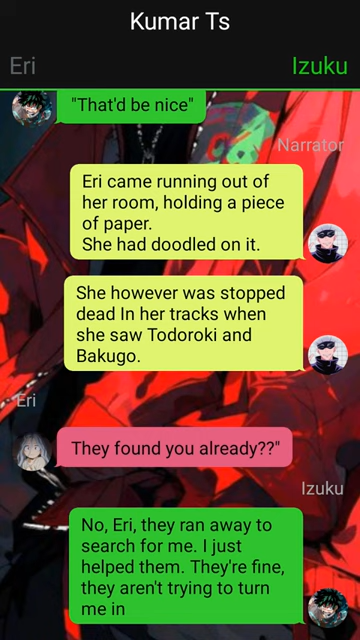 Kumar Ts
Eri
Izuku
"That'd be nice"
Narrator
Eri came running out of
her room, holding a piece
of paper.
She had doodled on it.
She however was stopped
dead In her tracks when
she saw Todoroki and
Bakugo.
Eri
They found you already??"
Izuku
No, Eri, they ran away to
search for me. I just
helped them. They're fine,
they aren't trying to turn
me in